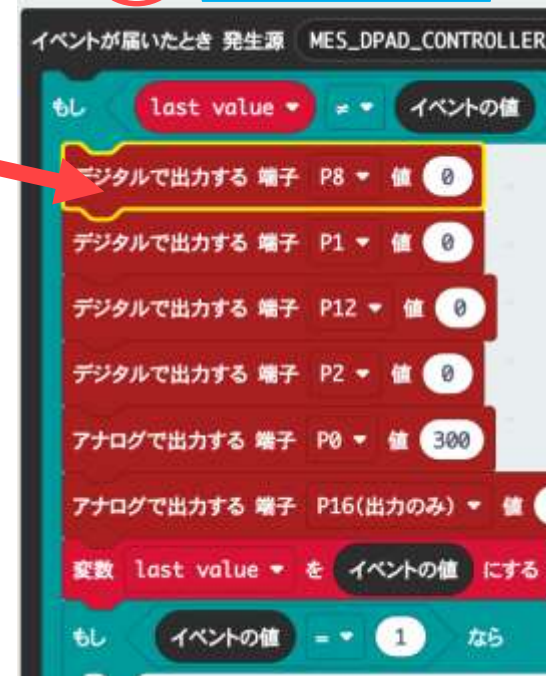 イベントが届いたとき 発生源 MES_DPAD_CONTROLLER
もし last value ≠ イベントの値
デジタルで出力する 端子 P8 値 0
デジタルで出力する 端子 P1 値 0
デジタルで出力する 端子 P12 値 0
デジタルで出力する 端子 P2 値 0
アナログで出力する 端子 P0 値 300
アナログで出力する 端子 P16(出力のみ) 値
変数 last value を イベントの値 にする
もし イベントの値 = 1 なら